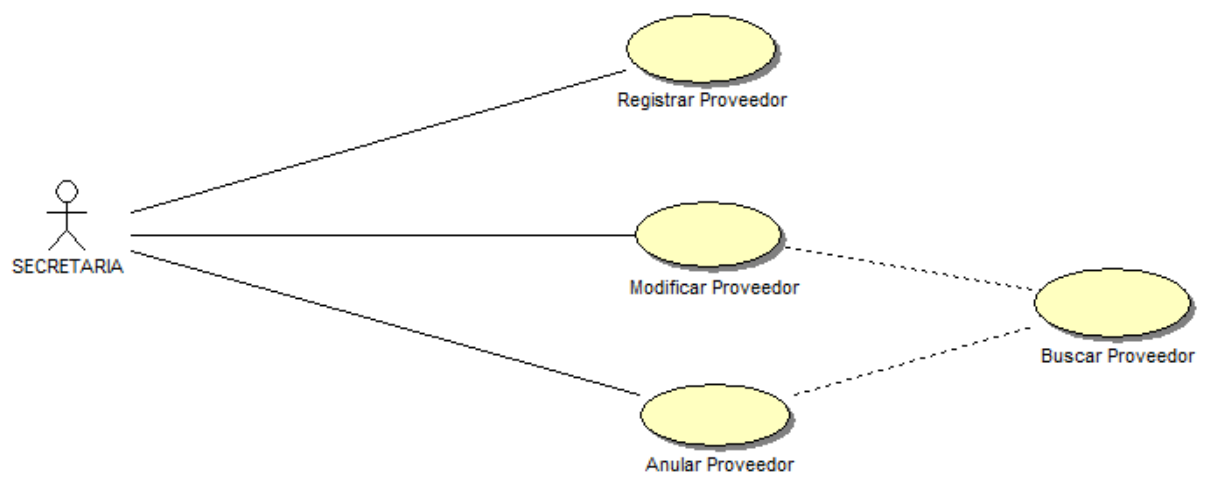 Registrar Proveedor
SECRETARIA
Modificar Proveedor
Buscar Proveedor
Anular Proveedor